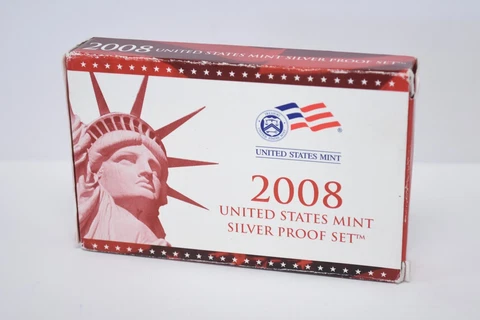 2008 UNITED STATES MINT SILVER PROOF SET
UNITED STATES MINT
2008
UNITED STATES MINT
SILVER PROOF SET™